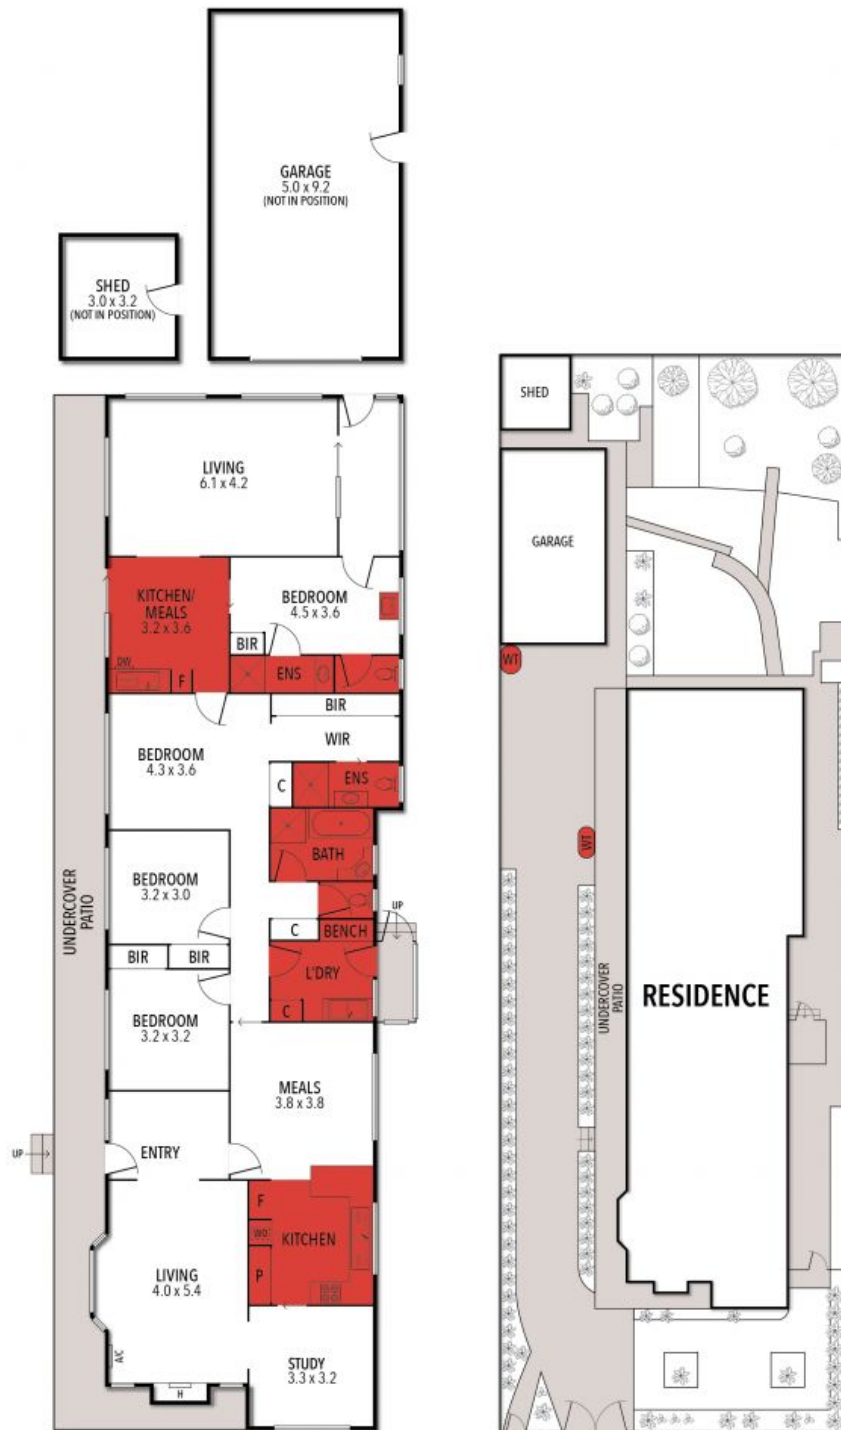 GARAGE
5.0 x 9.2
(NOT IN POSITION)
SHED
3.0 x 3.2
(NOT IN POSITION)
LIVING
6.1 x 4.2
KITCHEN/
MEALS
3.2 x 3.6
DW
F
BEDROOM
4.5 x 3.6
BIR
ENS
BIR
WIR
BEDROOM
4.3 x 3.6
C
ENS
BATH
BEDROOM
3.2 x 3.0
UNDERCOVER
PATIO
UP
C
BENCH
BIR
BIR
L'DRY
C
BEDROOM
3.2 x 3.2
MEALS
3.8 x 3.8
UP
ENTRY
F
WO
KITCHEN
P
LIVING
4.0 x 5.4
A/C
H
STUDY
3.3 x 3.2
SHED
GARAGE
WT
WT
UNDERCOVER
PATIO
RESIDENCE